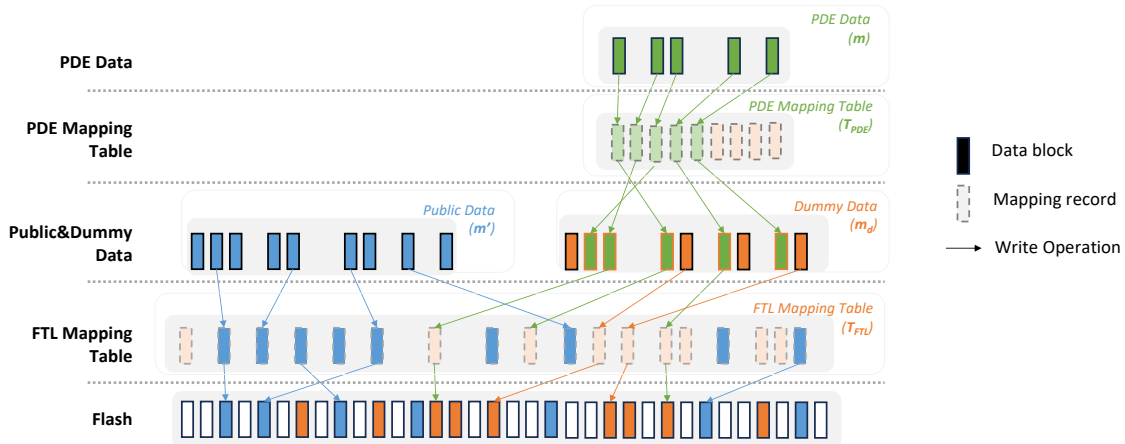 PDE Data
(m)
PDE Data
PDE Mapping Table
(TPDE)
PDE Mapping
Table
Data block
Mapping record
Write Operation
Public Data
(m')
Dummy Data
(md)
Public&Dummy
Data
FTL Mapping Table
(TFTL)
FTL Mapping
Table
Flash